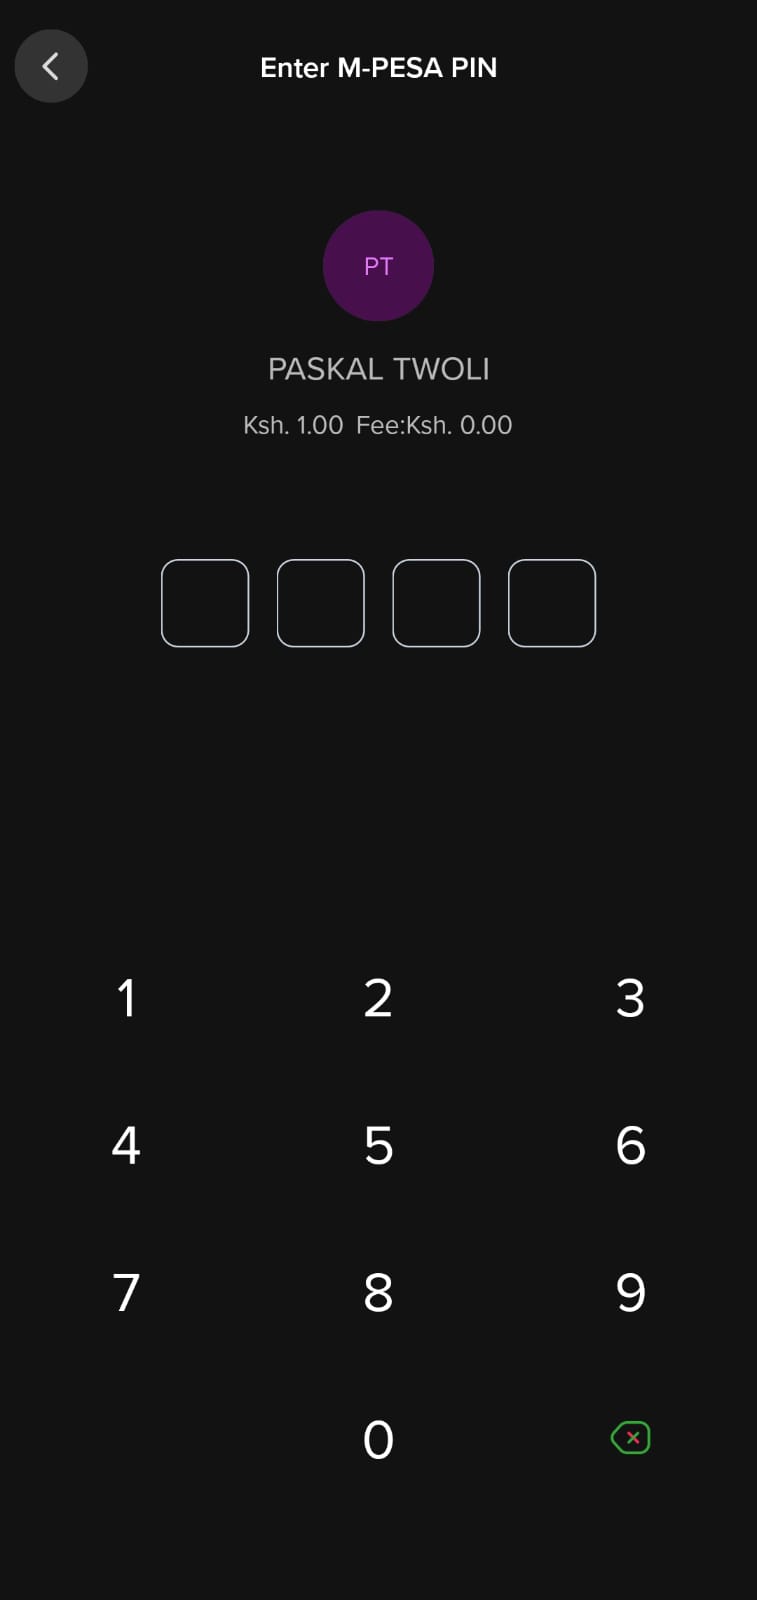 Enter M-PESA PIN
PT
PASKAL TWOLI
Ksh. 1.00 Fee:Ksh. 0.00
1 2 3
4 5 6
7 8 9
0